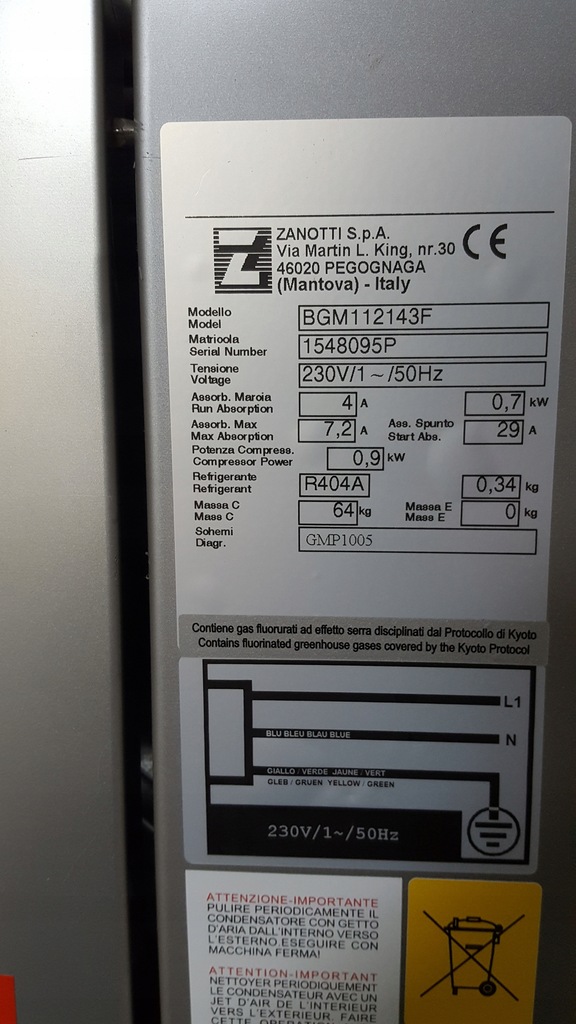 ZANOTTI S.p.A.
Via Martin L. King, nr.30
46020 PEGOGNAGA
(Mantova) - Italy
CE
Modello
Model
BGM112143F
Matricola
Serial Number
1548095P
Tensione
Voltage
230V/1~/50Hz
Assorb. Marcia
Run Absorption
4 A
0,7 kW
Assorb. Max
Max Absorption
7,2 A
Ass. Spunto
Start Abs.
29 A
Potenza Compress.
Compressor Power
0,9 kW
Refrigerante
Refrigerant
R404A
0,34 kg
Massa C
Mass C
64 kg
Massa E
Mass E
0 kg
Schemi
Diagr.
GMP1005
Contiene gas fluorurati ad effetto serra disciplinati dal Protocollo di Kyoto
Contains fluorinated greenhouse gases covered by the Kyoto Protocol
L1
BLU BLEU BLAU BLUE
N
GIALLO / VERDE JAUNE / VERT
GLEB / GRUEN YELLOW / GREEN
230V/1~/50Hz
ATTENZIONE-IMPORTANTE
PULIRE PERIODICAMENTE IL
CONDENSATORE CON GETTO
D'ARIA DALL'INTERNO VERSO
L'ESTERNO.ESEGUIRE CON
MACCHINA FERMA!
ATTENTION-IMPORTANT
NETTOYER PERIODIQUEMENT
LE CONDENSATEUR AVEC UN
JET D'AIR DE L'INTERIEUR
VERS L'EXTERIEUR. FAIRE
CETTE OPERATION